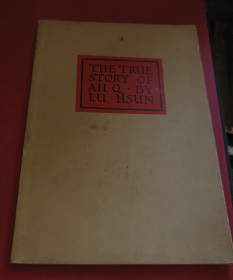 THE TRUE
STORY OF
AH Q · BY
LU HSUN